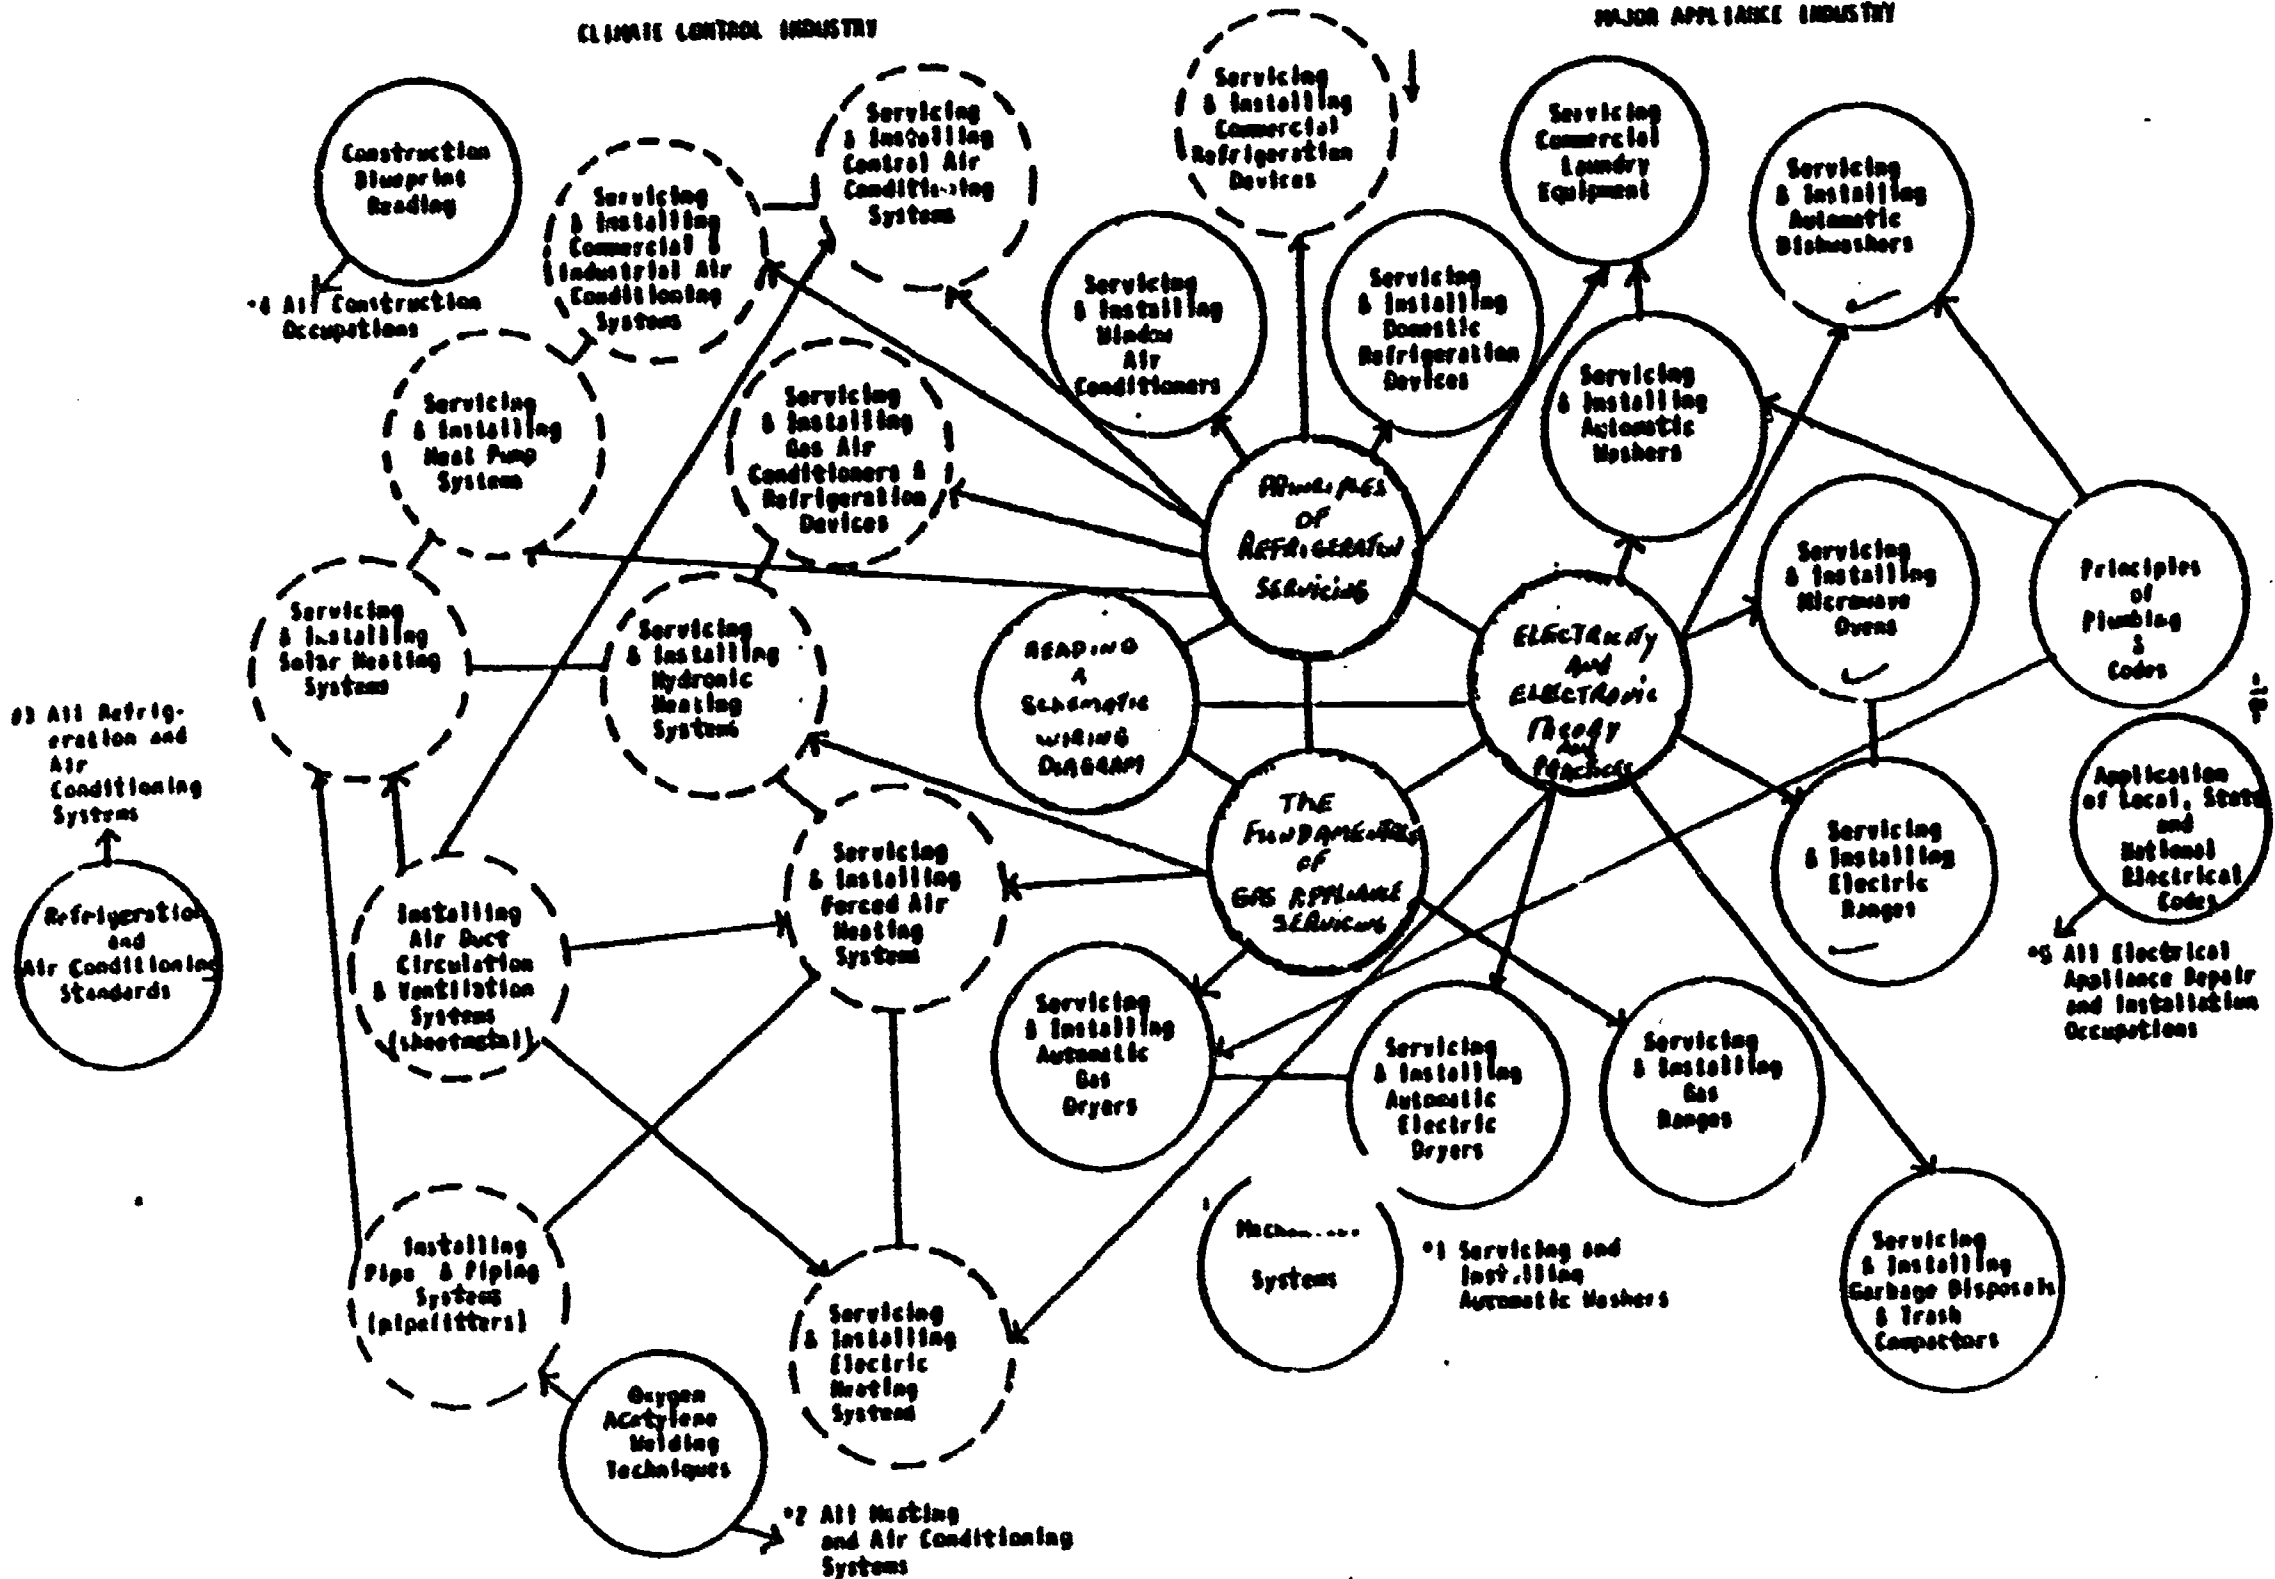 CLIMATE CONTROL INDUSTRY
MAJOR APPLIANCE INDUSTRY
Construction
Blueprint
Reading
*4 All Construction
Occupations
Servicing
& Installing
Commercial &
Industrial Air
Conditioning
Systems
Servicing
& Installing
Central Air
Conditioning
Systems
Servicing
& Installing
Commercial
Refrigeration
Devices
Servicing
Commercial
Laundry
Equipment
Servicing
& Installing
Automatic
Dishwashers
Servicing
& Installing
Window
Air
Conditioners
Servicing
& Installing
Domestic
Refrigeration
Devices
Servicing
& Installing
Automatic
Washers
Servicing
& Installing
Heat Pump
Systems
Servicing
& Installing
Gas Air
Conditioners &
Refrigeration
Devices
PRINCIPLES
OF
REFRIGERATION
SERVICING
Servicing
& Installing
Microwave
Ovens
Principles
of
Plumbing
&
Codes
Servicing
& Installing
Solar Heating
Systems
Servicing
& Installing
Hydronic
Heating
Systems
READING
A
SCHEMATIC
WIRING
DIAGRAM
ELECTRICITY
AND
ELECTRONIC
THEORY
AND
PRACTICES
#3 All Refrig-
eration and
Air
Conditioning
Systems
Refrigeration
and
Air Conditioning
Standards
Installing
Air Duct
Circulation
& Ventilation
Systems
(sheetmetal)
Servicing
& Installing
Forced Air
Heating
Systems
THE
FUNDAMENTALS
OF
GAS APPLIANCE
SERVICING
Servicing
& Installing
Electric
Ranges
Application
of Local, State
and
National
Electrical
Codes
*5 All Electrical
Appliance Repair
and Installation
Occupations
Servicing
& Installing
Automatic
Gas
Dryers
Servicing
& Installing
Automatic
Electric
Dryers
Servicing
& Installing
Gas
Ranges
Installing
Pipe & Piping
Systems
(pipefitters)
Servicing
& Installing
Electric
Heating
Systems
Systems
*1 Servicing and
Installing
Automatic Washers
Servicing
& Installing
Garbage Disposals
& Trash
Compactors
Oxygen
Acetylene
Welding
Techniques
*2 All Heating
and Air Conditioning
Systems